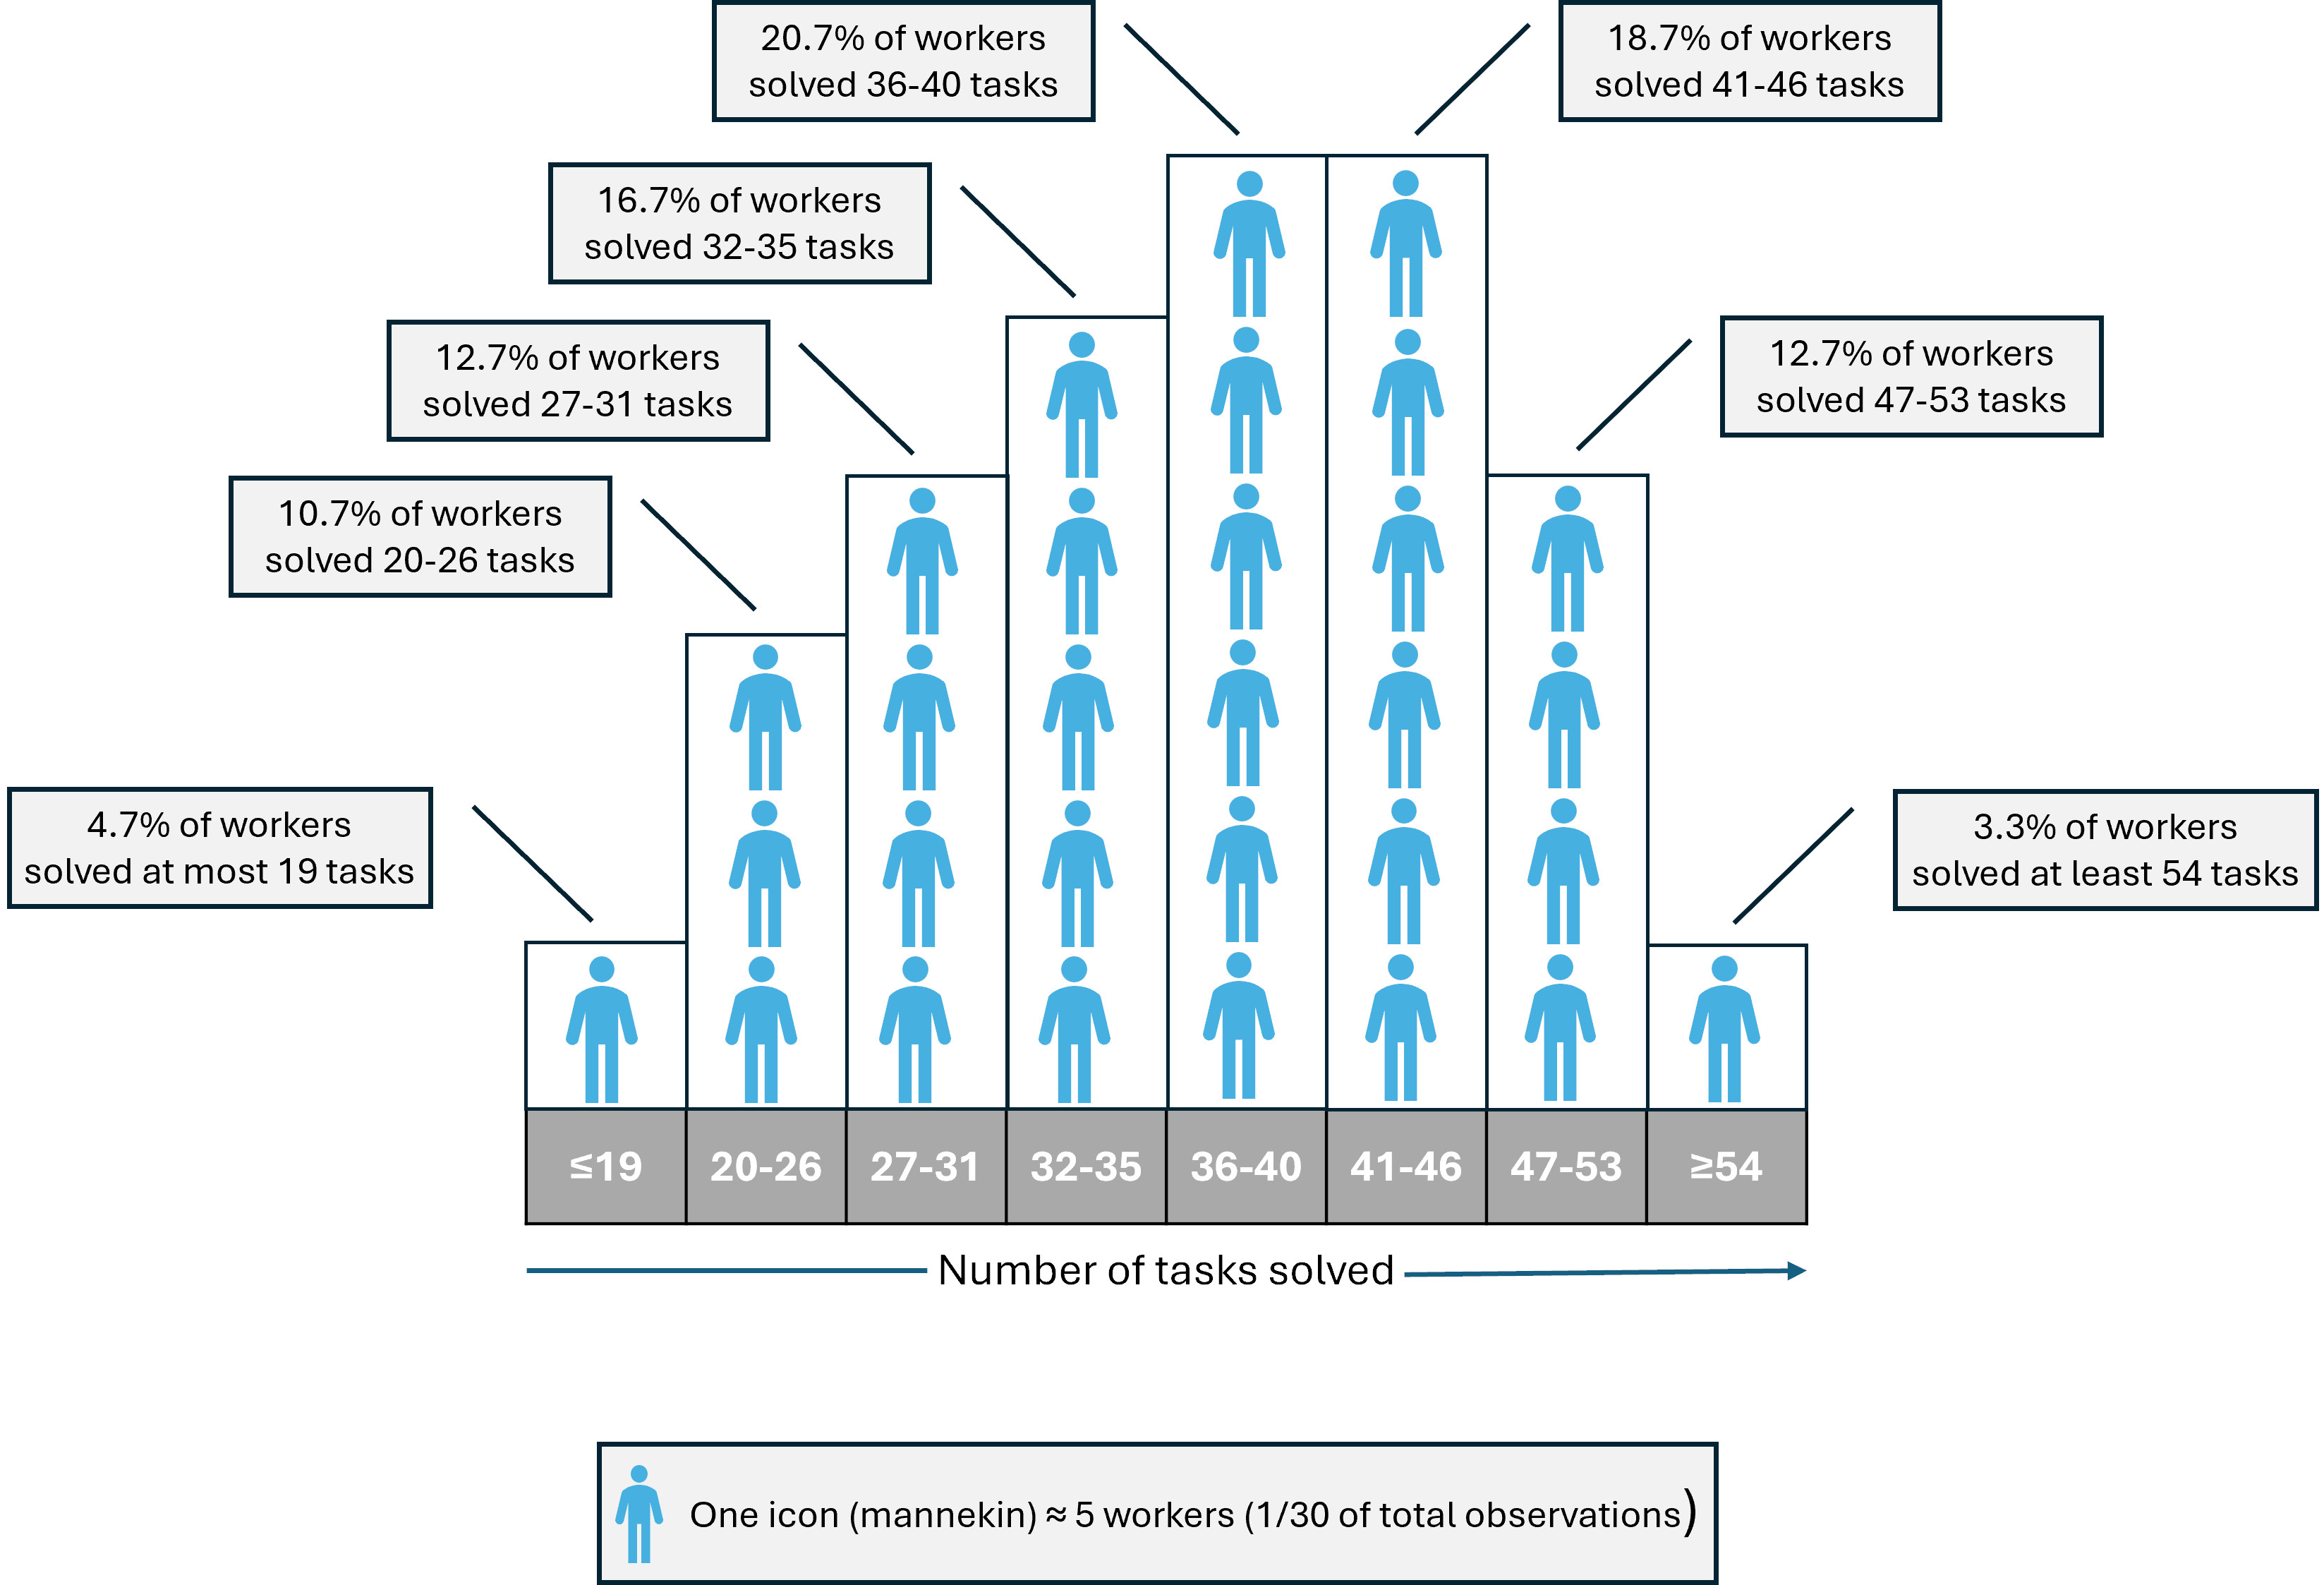 20.7% of workers
solved 36-40 tasks
18.7% of workers
solved 41-46 tasks
16.7% of workers
solved 32-35 tasks
12.7% of workers
solved 27-31 tasks
12.7% of workers
solved 47-53 tasks
10.7% of workers
solved 20-26 tasks
4.7% of workers
solved at most 19 tasks
3.3% of workers
solved at least 54 tasks
≤19 20-26 27-31 32-35 36-40 41-46 47-53 ≥54
Number of tasks solved
One icon (mannekin) ≈ 5 workers (1/30 of total observations)